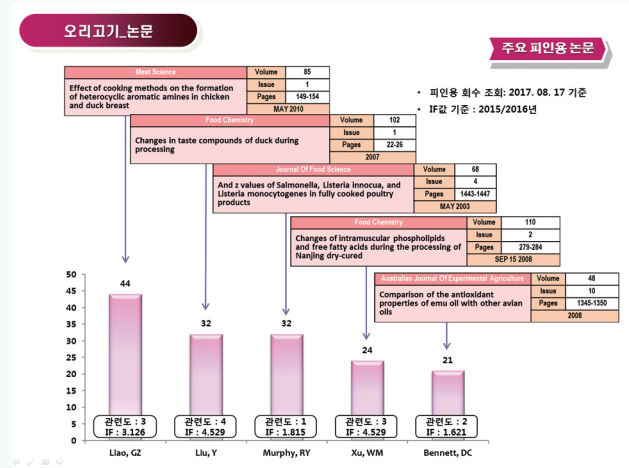 오리고기_논문
주요 피인용 논문
• 피인용 회수 조회: 2017. 08. 17 기준
• IF값 기준 : 2015/2016년
Meat Science
Volume 85
Effect of cooking methods on the formation
of heterocyclic aromatic amines in chicken
and duck breast
Issue 1
Pages 149-154
MAY 2010
Food Chemistry
Volume 102
Changes in taste compounds of duck during
processing
Issue 1
Pages 22-26
2007
Journal Of Food Science
Volume 68
And z values of Salmonella, Listeria innocua, and
Listeria monocytogenes in fully cooked poultry
products
Issue 4
Pages 1443-1447
MAY 2003
Food Chemistry
Volume 110
Changes of intramuscular phospholipids
and free fatty acids during the processing of
Nanjing dry-cured
Issue 2
Pages 279-284
SEP 15 2008
Australian Journal Of Experimental Agriculture
Volume 48
Comparison of the antioxidant
properties of emu oil with other avian
oils
Issue 10
Pages 1345-1350
2008
50
45
40
35
30
25
20
15
10
5
0
44
32
32
24
21
관련도 : 3
IF : 3.126
관련도 : 4
IF : 4.529
관련도 : 1
IF : 1.815
관련도 : 3
IF : 4.529
관련도 : 2
IF : 1.621
Liao, GZ
Liu, Y
Murphy, RY
Xu, WM
Bennett, DC